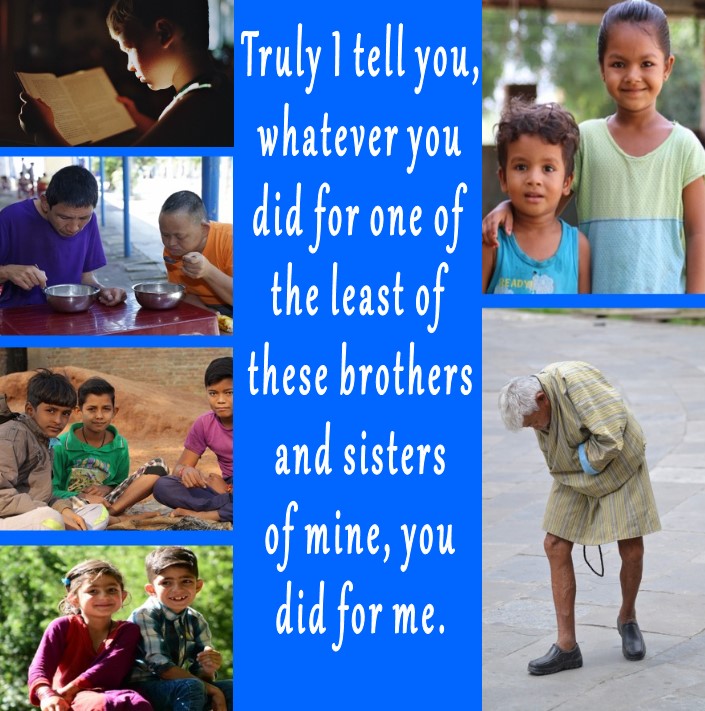 Truly I tell you,
whatever you
did for one of
the least of
these brothers
and sisters
of mine, you
did for me.
READY